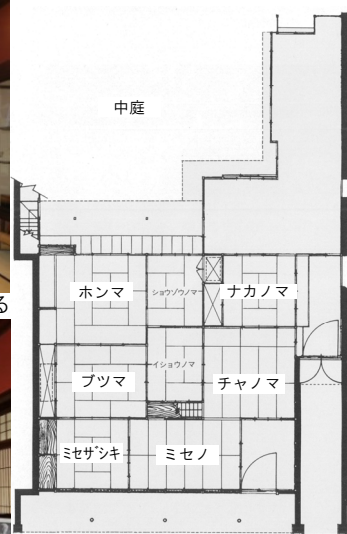 中庭
る
ホンマ
ショウゾウノマ
ナカノマ
ブツマ
イショウノマ
チャノマ
ミセザシキ
ミセノ